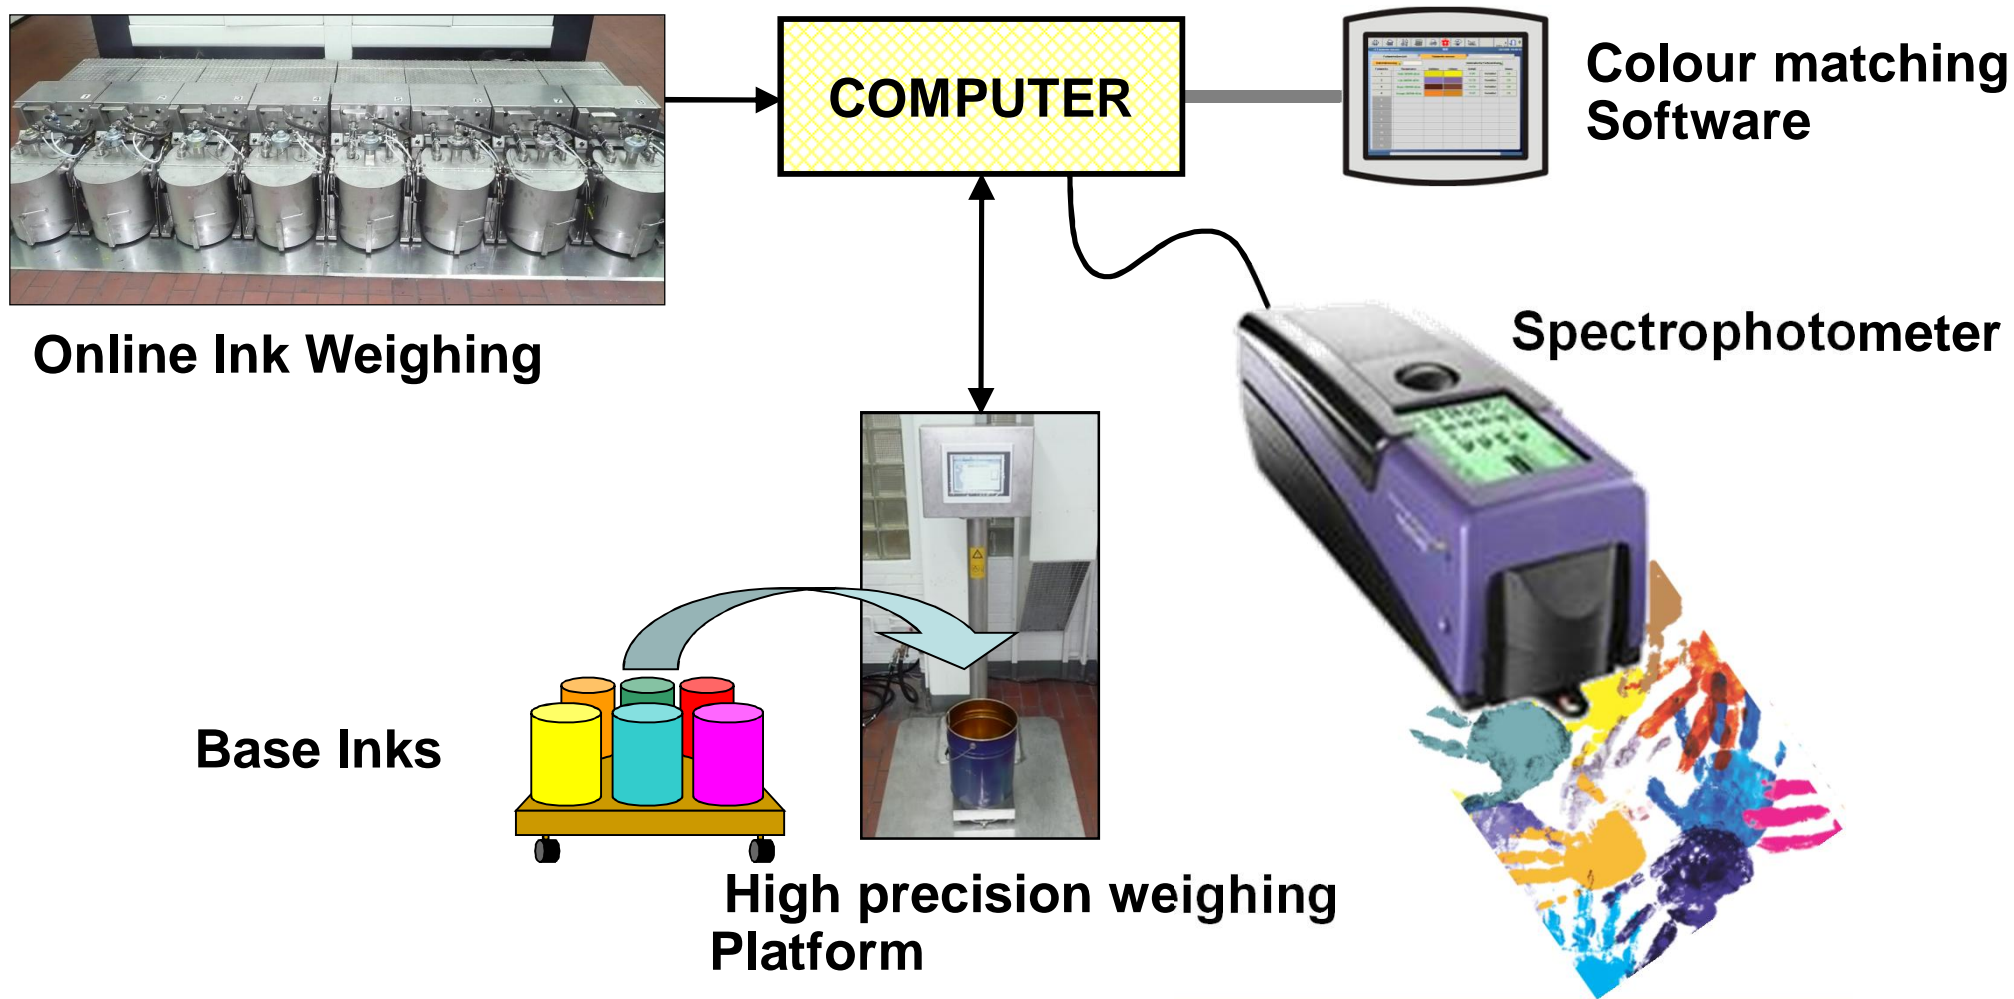 COMPUTER
Colour matching
Software
Online Ink Weighing
Spectrophotometer
Base Inks
High precision weighing
Platform